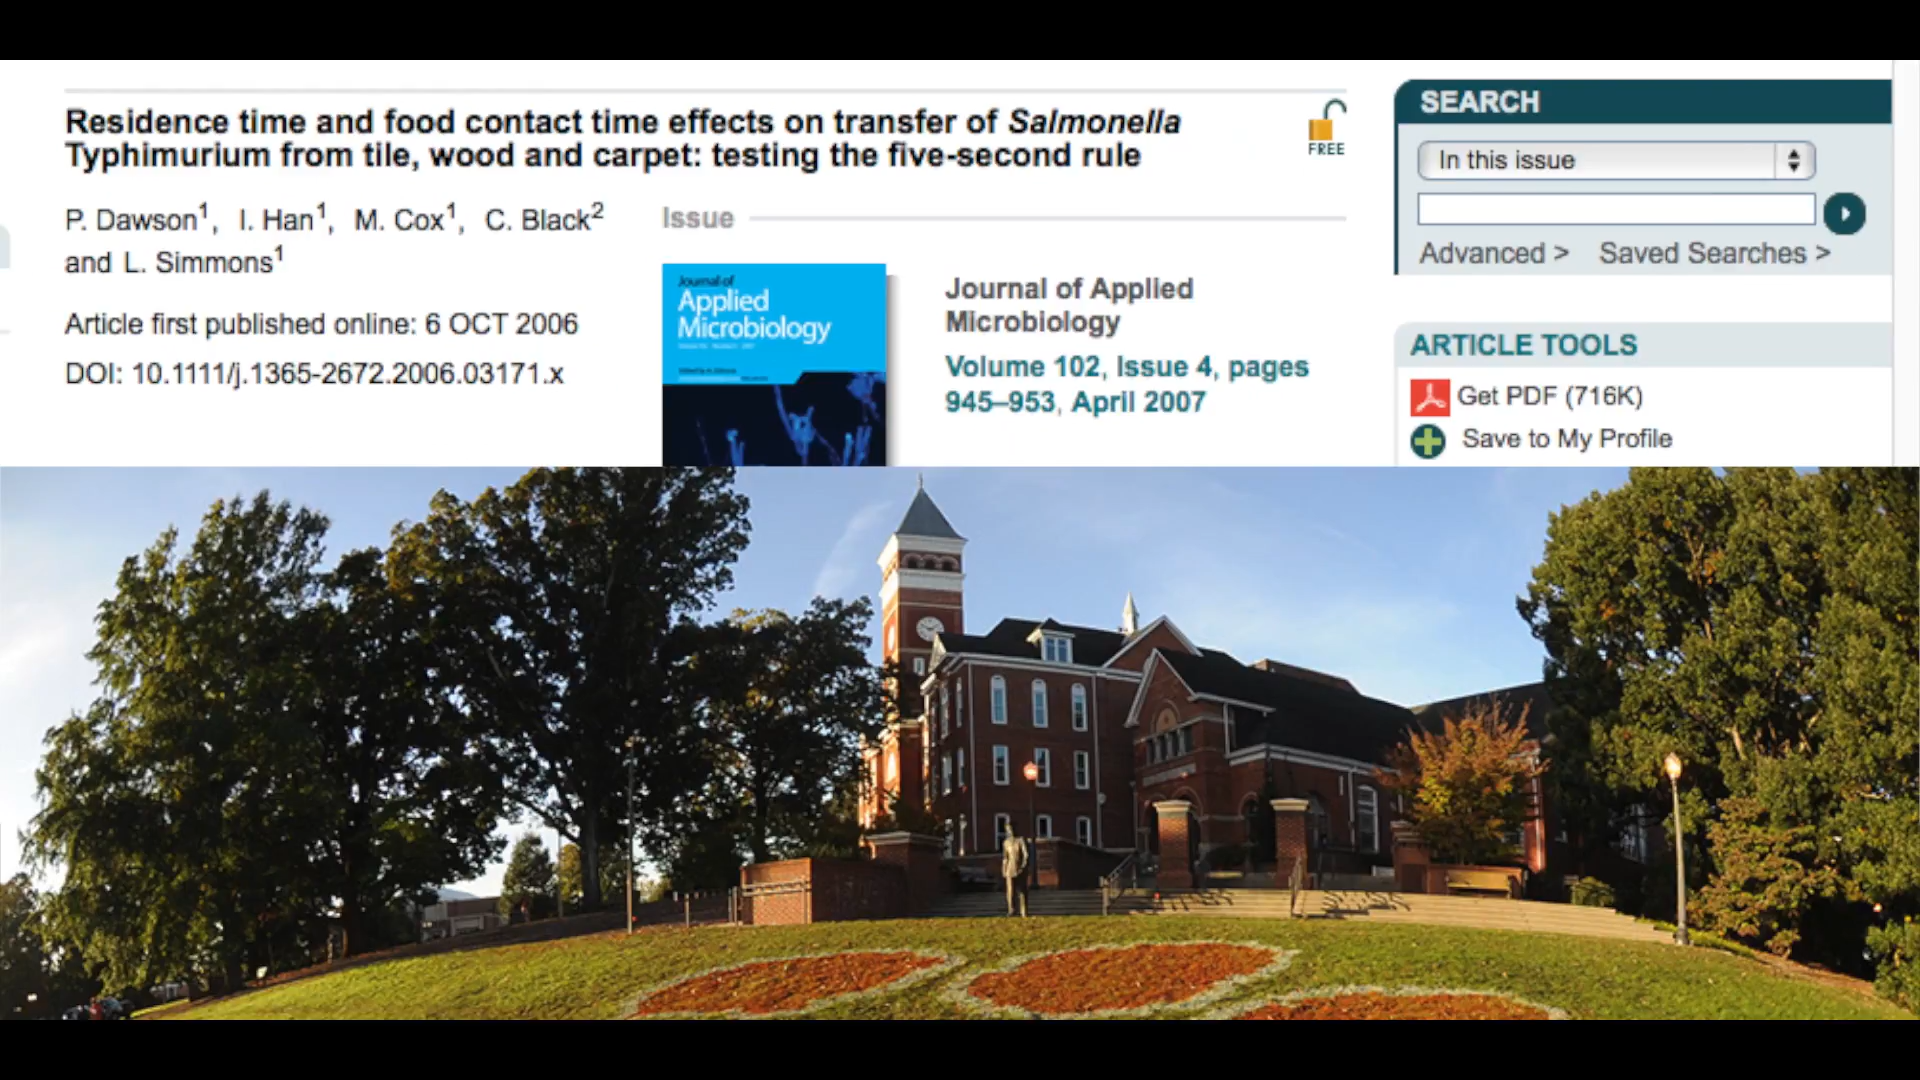 Residence time and food contact time effects on transfer of Salmonella
Typhimurium from tile, wood and carpet: testing the five-second rule
FREE
P. Dawson1, I. Han1, M. Cox1, C. Black2
and L. Simmons1
Article first published online: 6 OCT 2006
DOI: 10.1111/j.1365-2672.2006.03171.x
Issue
Journal of
Applied
Microbiology
Journal of Applied
Microbiology
Volume 102, Issue 4, pages
945–953, April 2007
SEARCH
In this issue
Advanced > Saved Searches >
ARTICLE TOOLS
Get PDF (716K)
Save to My Profile